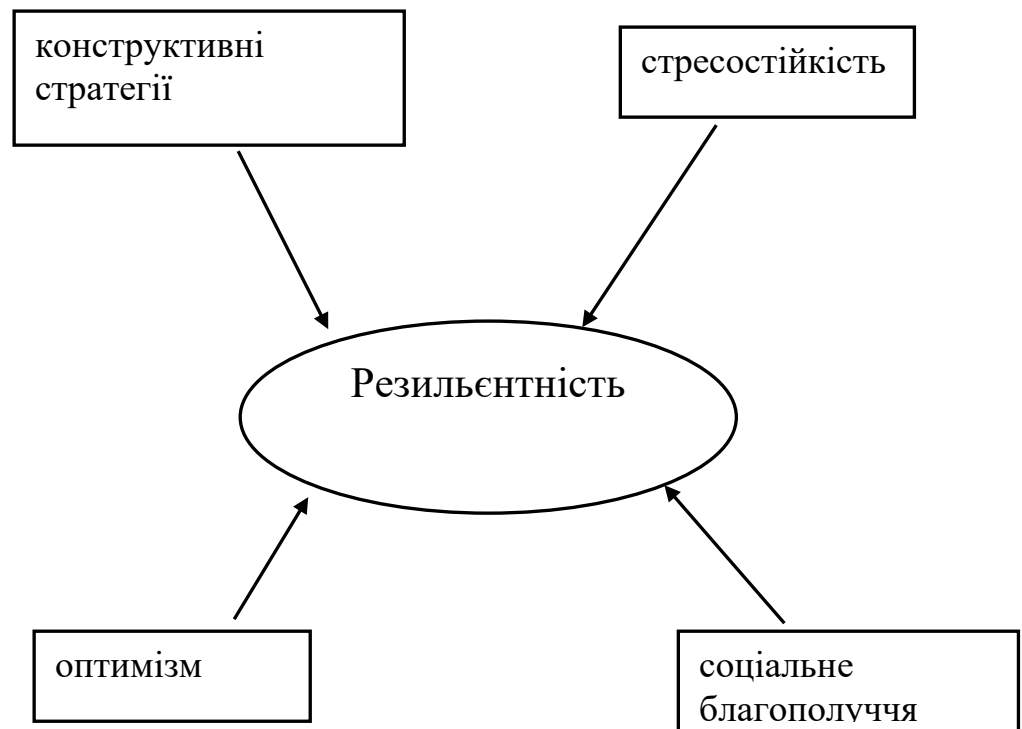 конструктивні
стратегії
стресостійкість
Резильєнтність
оптимізм
соціальне
благополуччя